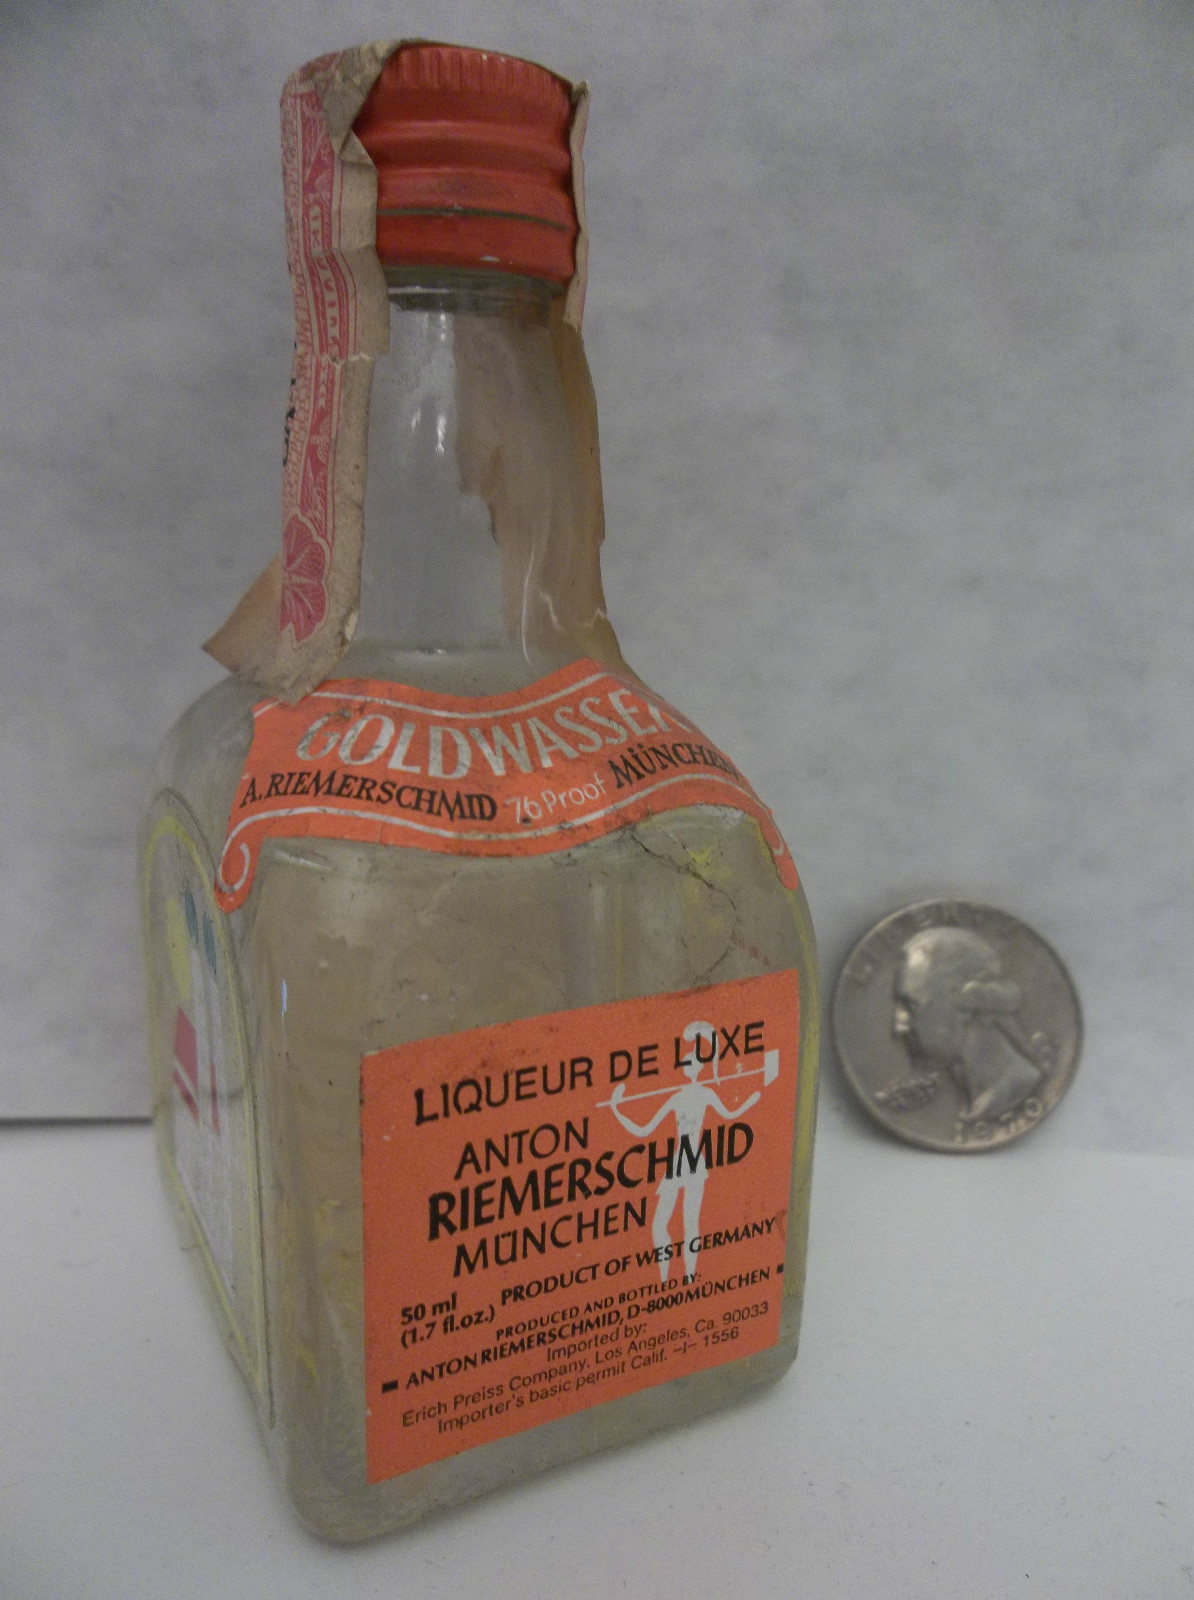 GOLDWASSER
A. RIEMERSCHMID 76 Proof MÜNCHEN
LIQUEUR DE LUXE
ANTON
RIEMERSCHMID
MÜNCHEN
50 ml PRODUCT OF WEST GERMANY
(1.7 fl.oz.) PRODUCED AND BOTTLED BY:
ANTON RIEMERSCHMID, D-8000 MÜNCHEN
Imported by:
Erich Preiss Company, Los Angeles, Ca. 90033
Importer's basic permit Calif. –I– 1556
LIBERTY
1970